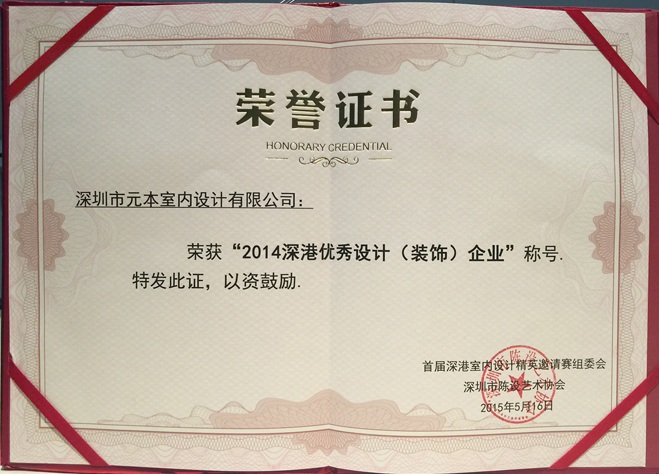 荣誉证书
HONORARY CREDENTIAL
深圳市元本室内设计有限公司：
荣获“2014深港优秀设计（装饰）企业”称号.
特发此证，以资鼓励.
首届深港室内设计精英邀请赛组委会
深圳市陈设艺术协会
2015年5月16日